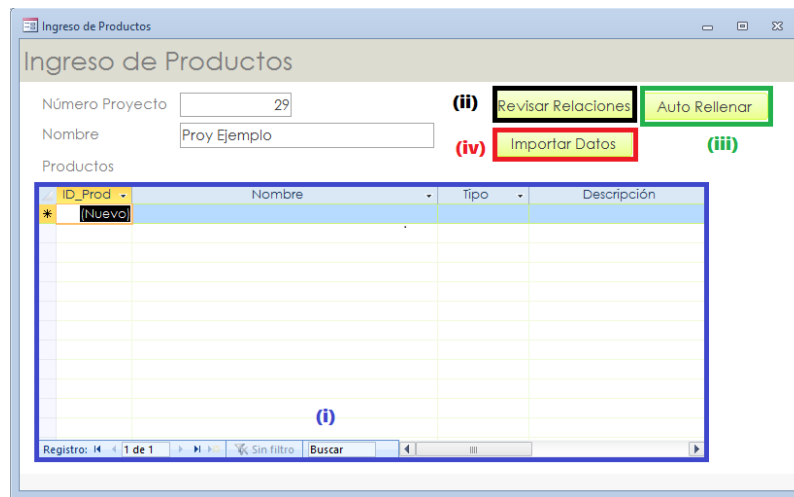 Ingreso de Productos
Ingreso de Productos
Número Proyecto 29 (ii) Revisar Relaciones Auto Rellenar
Nombre Proy Ejemplo (iv) Importar Datos (iii)
Productos
ID_Prod Nombre Tipo Descripción
(Nuevo)
(i)
Registro: 1 de 1 Sin filtro Buscar